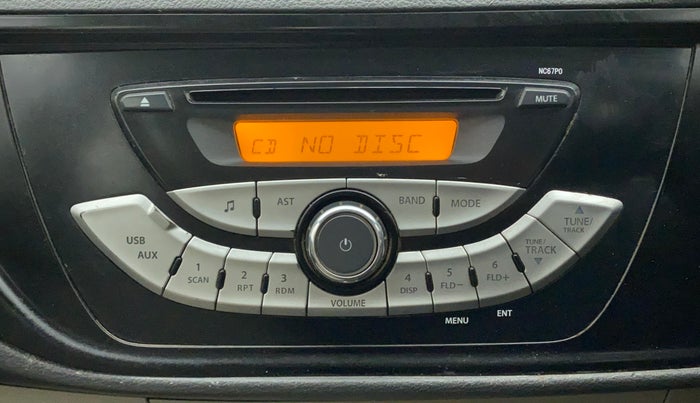 NC67P0
MUTE
CD NO DISC
AST
BAND
MODE
TUNE/
TRACK
USB
AUX
1
SCAN
2
RPT
3
RDM
VOLUME
4
DISP
5
FLD-
6
FLD+
TUNE/
TRACK
MENU
ENT